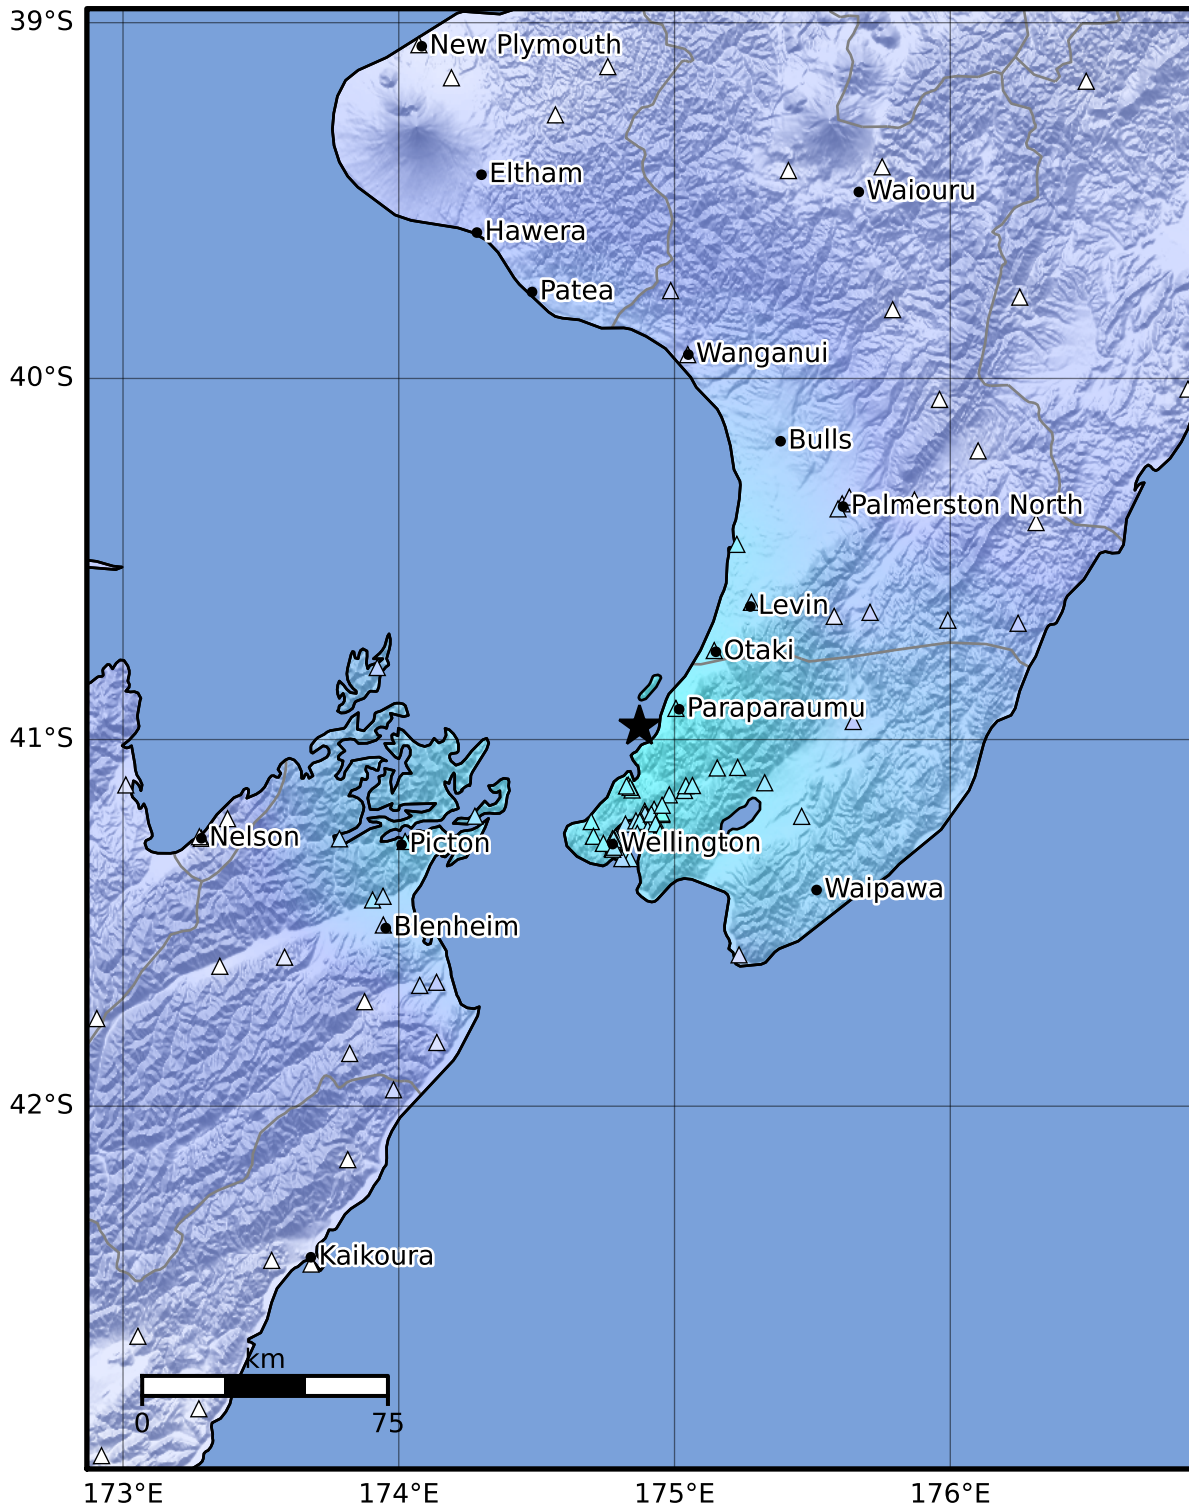 39°S
New Plymouth
Eltham
Waiouru
Hawera
Patea
Wanganui
40°S
Bulls
Palmerston North
Levin
Otaki
Paraparaumu
41°S
Nelson
Picton
Wellington
Waipawa
Blenheim
42°S
Kaikoura
km
0 75
173°E 174°E 175°E 176°E